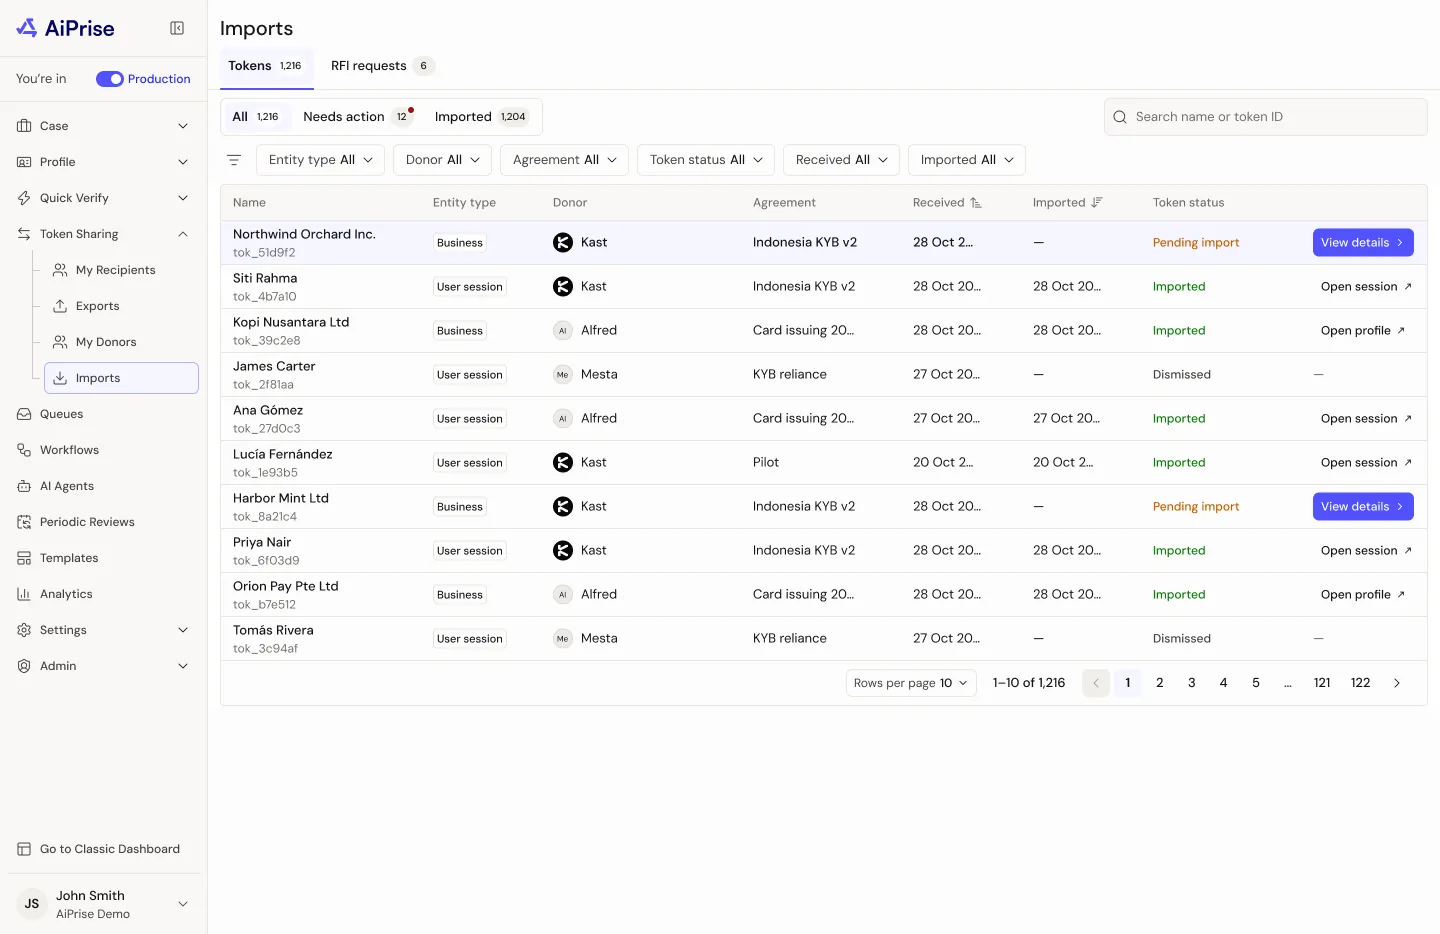 AiPrise
You're in
Production
Case
Profile
Quick Verify
Token Sharing
My Recipients
Exports
My Donors
Imports
Queues
Workflows
AI Agents
Periodic Reviews
Templates
Analytics
Settings
Admin
Go to Classic Dashboard
JS
John Smith
AiPrise Demo
Imports
Tokens 1,216 RFI requests 6
All 1,216 Needs action 12 Imported 1,204
Search name or token ID
Entity type All Donor All Agreement All Token status All Received All Imported All
Name Entity type Donor Agreement Received Imported Token status
Northwind Orchard Inc.
tok_51d9f2
Business Kast Indonesia KYB v2 28 Oct 2... — Pending import View details
Siti Rahma
tok_4b7a10
User session Kast Indonesia KYB v2 28 Oct 20... 28 Oct 20... Imported Open session
Kopi Nusantara Ltd
tok_39c2e8
Business Al Alfred Card issuing 20... 28 Oct 20... 28 Oct 20... Imported Open profile
James Carter
tok_2f81aa
User session Me Mesta KYB reliance 27 Oct 20... — Dismissed —
Ana Gómez
tok_27d0c3
User session Al Alfred Card issuing 20... 27 Oct 20... 27 Oct 20... Imported Open session
Lucía Fernández
tok_1e93b5
User session Kast Pilot 20 Oct 2... 20 Oct 2... Imported Open session
Harbor Mint Ltd
tok_8a21c4
Business Kast Indonesia KYB v2 28 Oct 20... — Pending import View details
Priya Nair
tok_6f03d9
User session Kast Indonesia KYB v2 28 Oct 20... 28 Oct 20... Imported Open session
Orion Pay Pte Ltd
tok_b7e512
Business Al Alfred Card issuing 20... 28 Oct 20... 28 Oct 20... Imported Open profile
Tomás Rivera
tok_3c94af
User session Me Mesta KYB reliance 27 Oct 20... — Dismissed —
Rows per page 10 1–10 of 1,216 1 2 3 4 5 ... 121 122